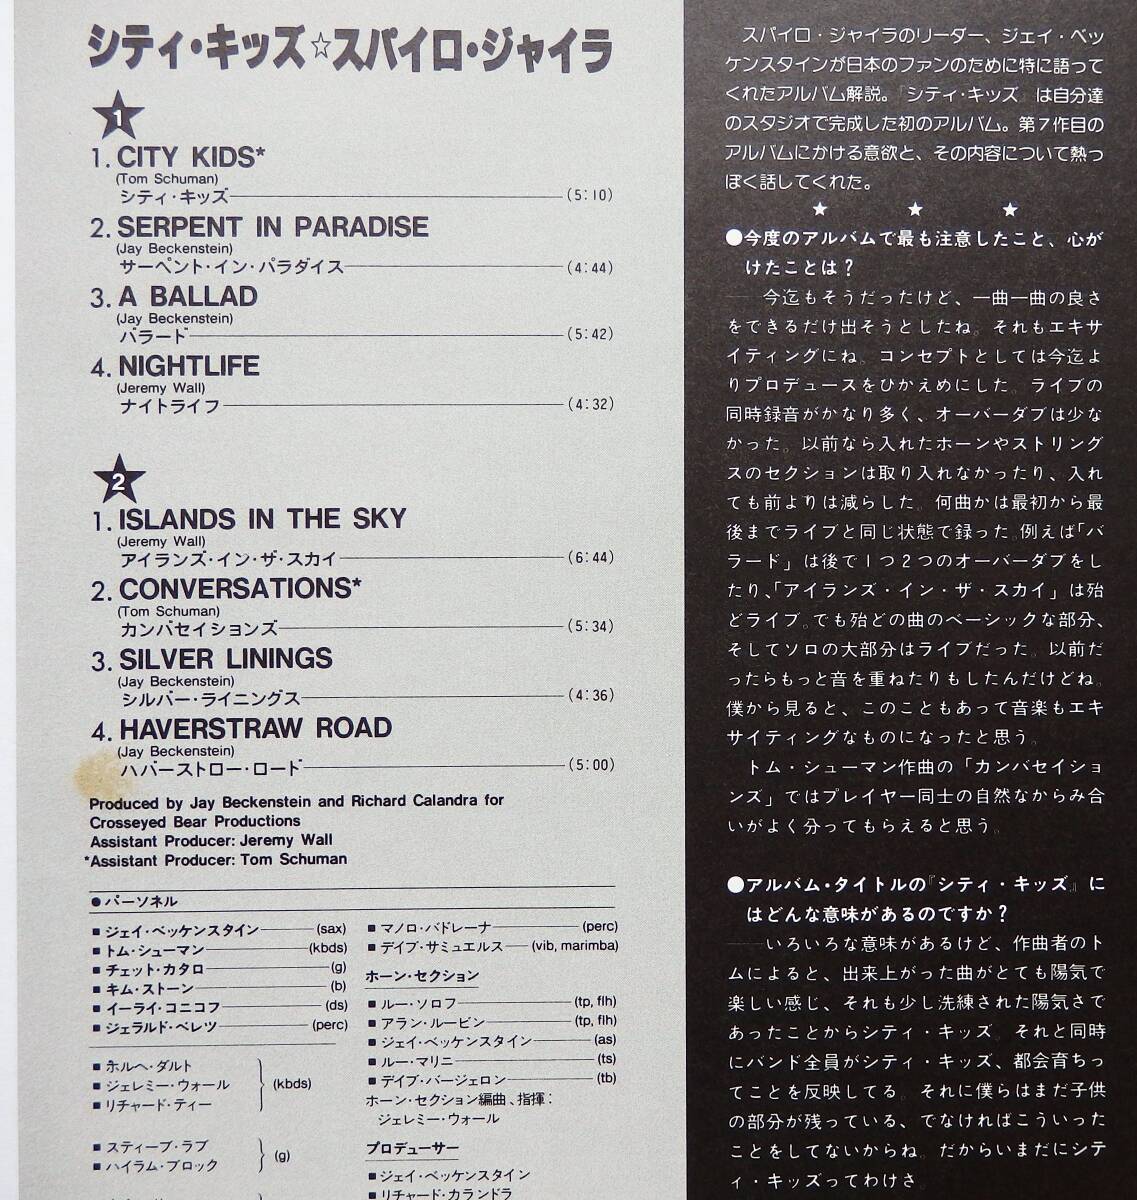 シティ・キッズ☆スパイロ・ジャイラ
1
1. CITY KIDS*
(Tom Schuman)
シティ・キッズ (5:10)
2. SERPENT IN PARADISE
(Jay Beckenstein)
サーペント・イン・パラダイス (4:44)
3. A BALLAD
(Jay Beckenstein)
バラード (5:42)
4. NIGHTLIFE
(Jeremy Wall)
ナイトライフ (4:32)
2
1. ISLANDS IN THE SKY
(Jeremy Wall)
アイランズ・イン・ザ・スカイ (6:44)
2. CONVERSATIONS*
(Tom Schuman)
カンバセイションズ (5:34)
3. SILVER LININGS
(Jay Beckenstein)
シルバー・ライニングス (4:36)
4. HAVERSTRAW ROAD
(Jay Beckenstein)
ハバーストロー・ロード (5:00)
Produced by Jay Beckenstein and Richard Calandra for
Crosseyed Bear Productions
Assistant Producer: Jeremy Wall
*Assistant Producer: Tom Schuman
●パーソネル
■ジェイ・ベッケンスタイン (sax)
■トム・シューマン (kbds)
■チェット・カタロ (g)
■キム・ストーン (b)
■イーライ・コニコフ (ds)
■ジェラルド・ベレツ (perc)
■ホルヘ・ダルト
■ジェレミー・ウォール (kbds)
■リチャード・ティー
■スティーブ・ラブ
■ハイラム・ブロック (g)
■マノロ・バドレーナ (perc)
■デイブ・サミュエルス (vib, marimba)
ホーン・セクション
■ルー・ソロフ (tp, flh)
■アラン・ルービン (tp, flh)
■ジェイ・ベッケンスタイン (as)
■ルー・マリニ (ts)
■デイブ・バージェロン (tb)
ホーン・セクション編曲、指揮：
ジェレミー・ウォール
プロデューサー
■ジェイ・ベッケンスタイン
■リチャード・カランドラ
スパイロ・ジャイラのリーダー、ジェイ・ベッ
ケンスタインが日本のファンのために特に語って
くれたアルバム解説。『シティ・キッズ』は自分達
のスタジオで完成した初のアルバム。第7作目の
アルバムにかける意欲と、その内容について熱っ
ぽく話してくれた。
★ ★ ★
●今度のアルバムで最も注意したこと、心が
けたことは？
── 今迄もそうだったけど、一曲一曲の良さ
をできるだけ出そうとしたね。それもエキサ
イティングにね。コンセプトとしては今迄よ
りプロデュースをひかえめにした。ライブの
同時録音がかなり多く、オーバーダブは少な
かった。以前なら入れたホーンやストリング
スのセクションは取り入れなかったり、入れ
ても前よりは減らした。何曲かは最初から最
後までライブと同じ状態で録った。例えば「バ
ラード」は後で1つ2つのオーバーダブをし
たり、「アイランズ・イン・ザ・スカイ」は殆
どライブ。でも殆どの曲のベーシックな部分、
そしてソロの大部分はライブだった。以前だ
ったらもっと音を重ねたりもしたんだけどね。
僕から見ると、このこともあって音楽もエキ
サイティングなものになったと思う。
トム・シューマン作曲の「カンバセイショ
ンズ」ではプレイヤー同士の自然なからみ合
いがよく分ってもらえると思う。
●アルバム・タイトルの『シティ・キッズ』に
はどんな意味があるのですか？
── いろいろな意味があるけど、作曲者のト
ムによると、出来上がった曲がとても陽気で
楽しい感じ、それも少し洗練された陽気さで
あったことからシティ・キッズ。それと同時
にバンド全員がシティ・キッズ、都会育ちっ
てことを反映してる。それに僕らはまだ子供
の部分が残っている、でなければこういった
ことをしてないからね。だからいまだにシテ
ィ・キッズってわけさ。